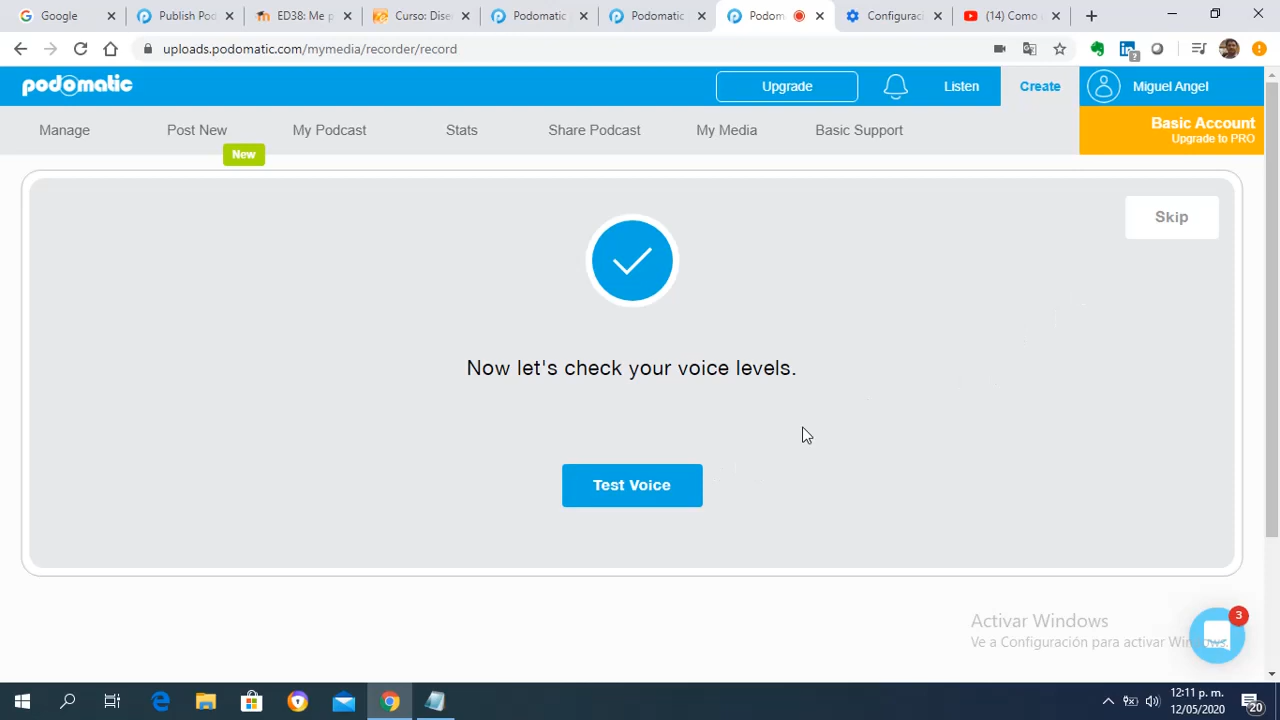 Google
Publish Pod
ED38: Me p
Curso: Dise
Podomatic
Podomatic
Podom
Configuraci
(14) Como
uploads.podomatic.com/mymedia/recorder/record
podomatic
Upgrade
Listen
Create
Miguel Angel
Manage
Post New
My Podcast
Stats
Share Podcast
My Media
Basic Support
Basic Account
Upgrade to PRO
New
Skip
Now let's check your voice levels.
Test Voice
Activar Windows
Ve a Configuración para activar Windows.
3
12:11 p. m.
12/05/2020
20